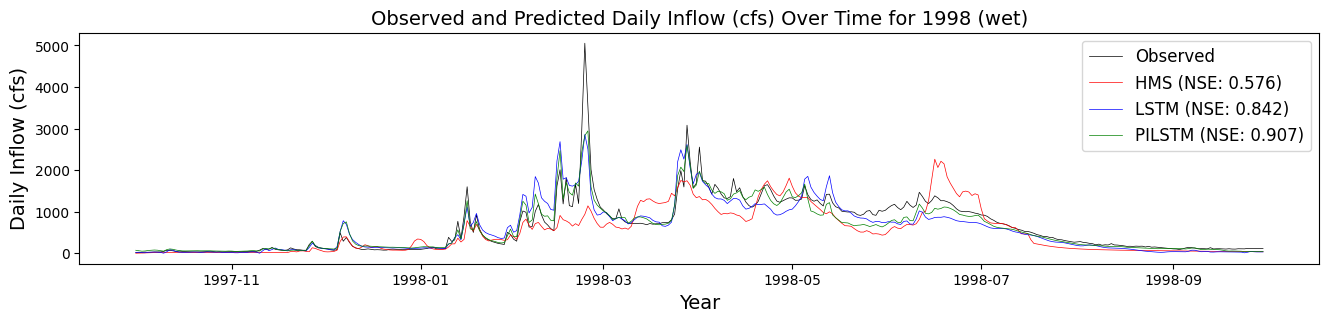 Observed and Predicted Daily Inflow (cfs) Over Time for 1998 (wet)
Daily Inflow (cfs)
5000
4000
3000
2000
1000
0
Observed
HMS (NSE: 0.576)
LSTM (NSE: 0.842)
PILSTM (NSE: 0.907)
1997-11 1998-01 1998-03 1998-05 1998-07 1998-09
Year